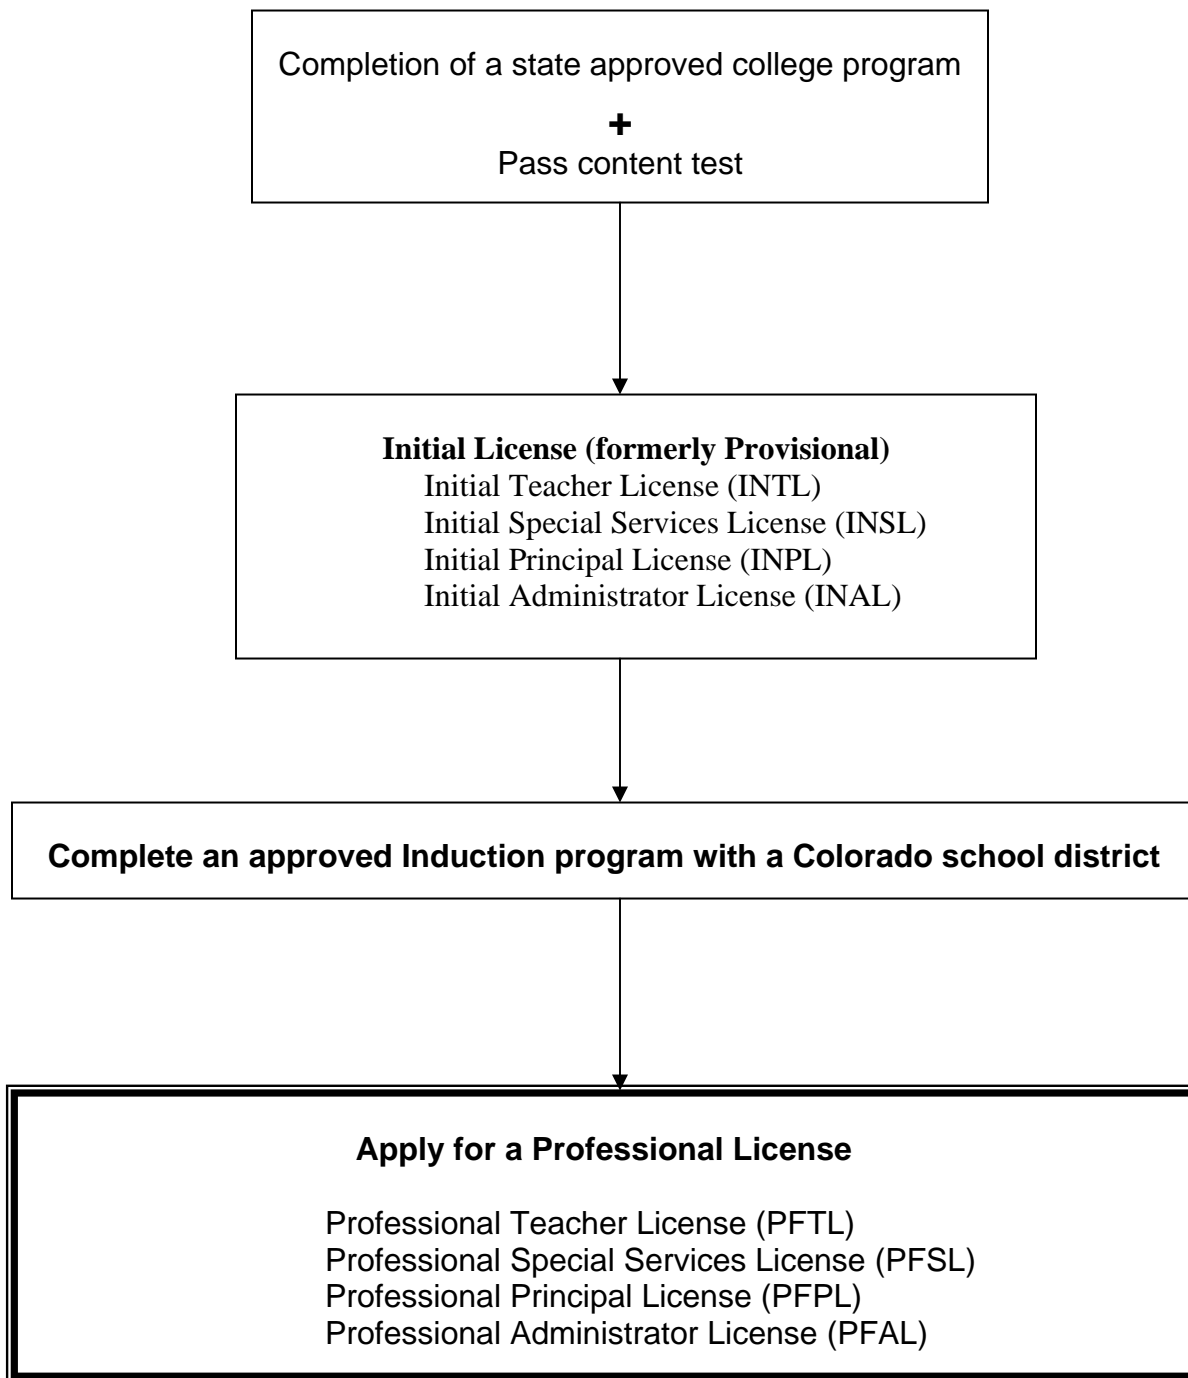 Completion of a state approved college program
+
Pass content test
Initial License (formerly Provisional)
Initial Teacher License (INTL)
Initial Special Services License (INSL)
Initial Principal License (INPL)
Initial Administrator License (INAL)
Complete an approved Induction program with a Colorado school district
Apply for a Professional License
Professional Teacher License (PFTL)
Professional Special Services License (PFSL)
Professional Principal License (PFPL)
Professional Administrator License (PFAL)